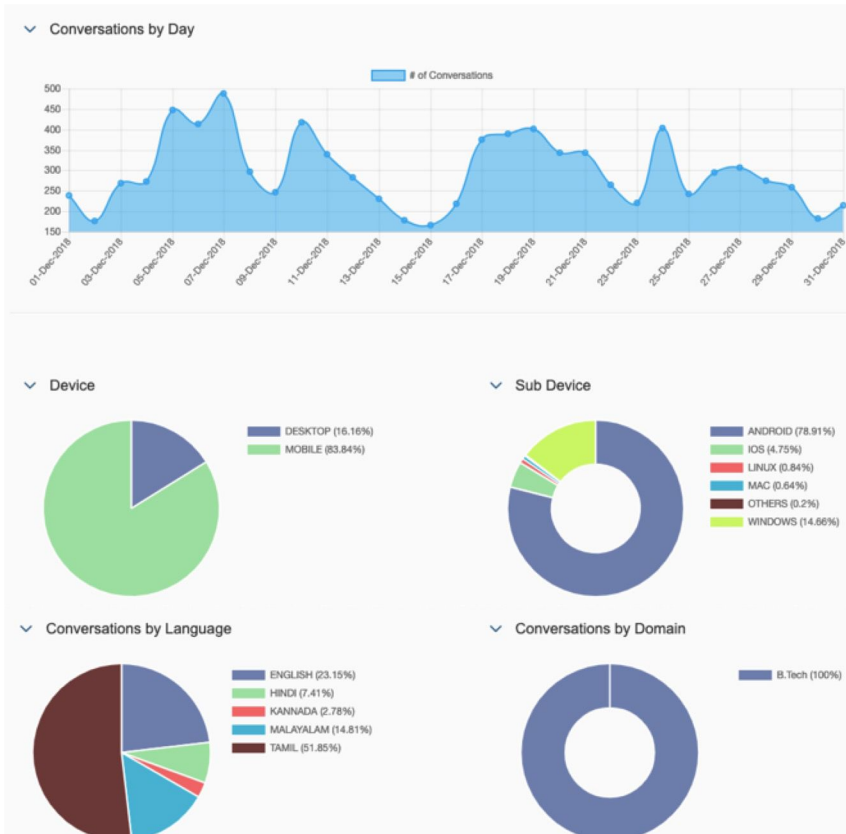 Conversations by Day
# of Conversations
500
450
400
350
300
250
200
150
01-Dec-2018
03-Dec-2018
05-Dec-2018
07-Dec-2018
09-Dec-2018
11-Dec-2018
13-Dec-2018
15-Dec-2018
17-Dec-2018
19-Dec-2018
21-Dec-2018
23-Dec-2018
25-Dec-2018
27-Dec-2018
29-Dec-2018
31-Dec-2018
Device
DESKTOP (16.16%)
MOBILE (83.84%)
Sub Device
ANDROID (78.91%)
IOS (4.75%)
LINUX (0.84%)
MAC (0.64%)
OTHERS (0.2%)
WINDOWS (14.66%)
Conversations by Language
ENGLISH (23.15%)
HINDI (7.41%)
KANNADA (2.78%)
MALAYALAM (14.81%)
TAMIL (51.85%)
Conversations by Domain
B.Tech (100%)